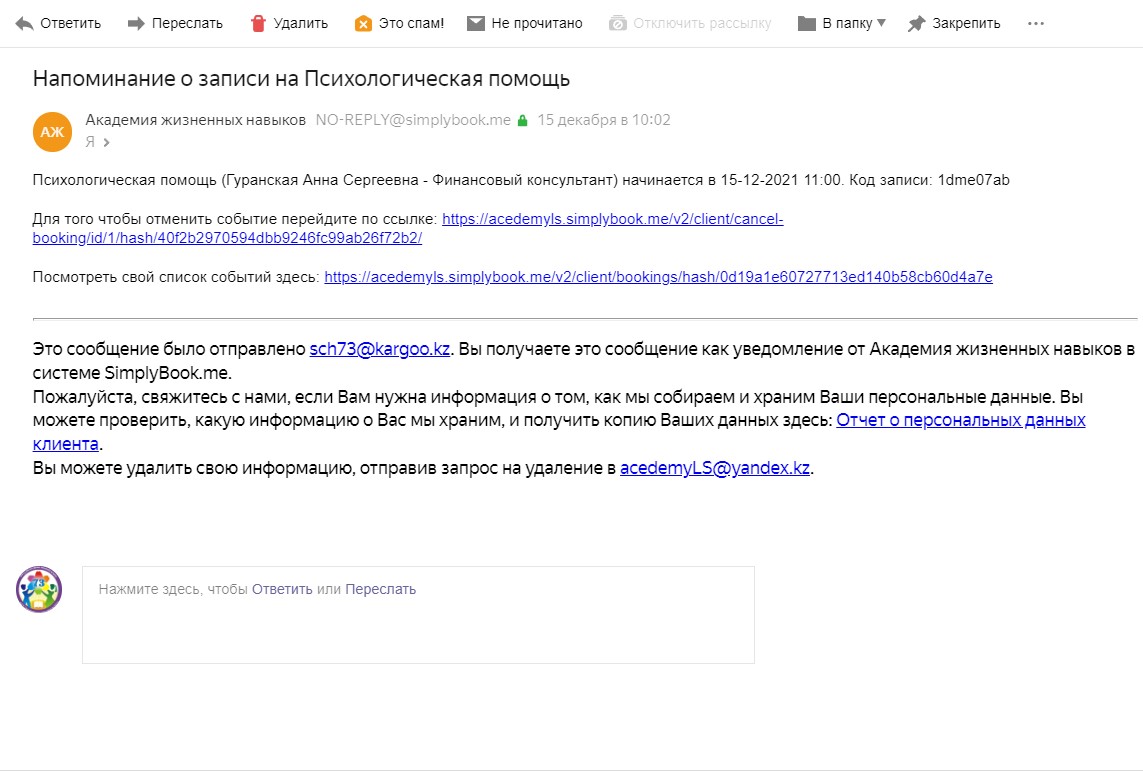 Ответить Переслать Удалить Это спам! Не прочитано Отключить рассылку В папку Закрепить ...
Напоминание о записи на Психологическая помощь
АЖ
Академия жизненных навыков NO-REPLY@simplybook.me 15 декабря в 10:02
Я >
Психологическая помощь (Гуранская Анна Сергеевна - Финансовый консультант) начинается в 15-12-2021 11:00. Код записи: 1dme07ab
Для того чтобы отменить событие перейдите по ссылке: https://acedemyls.simplybook.me/v2/client/cancel-
booking/id/1/hash/40f2b2970594dbb9246fc99ab26f72b2/
Посмотреть свой список событий здесь: https://acedemyls.simplybook.me/v2/client/bookings/hash/0d19a1e60727713ed140b58cb60d4a7e
Это сообщение было отправлено sch73@kargoo.kz. Вы получаете это сообщение как уведомление от Академия жизненных навыков в
системе SimplyBook.me.
Пожалуйста, свяжитесь с нами, если Вам нужна информация о том, как мы собираем и храним Ваши персональные данные. Вы
можете проверить, какую информацию о Вас мы храним, и получить копию Ваших данных здесь: Отчет о персональных данных
клиента.
Вы можете удалить свою информацию, отправив запрос на удаление в acedemyLS@yandex.kz.
73
Нажмите здесь, чтобы Ответить или Переслать